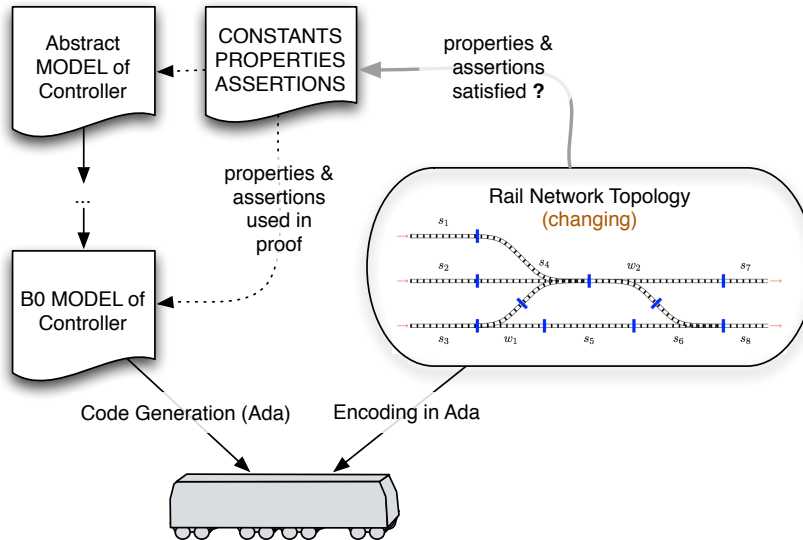 Abstract
MODEL of
Controller
CONSTANTS
PROPERTIES
ASSERTIONS
properties &
assertions
satisfied ?
...
properties &
assertions
used in
proof
B0 MODEL of
Controller
Rail Network Topology
(changing)
s1
s2
s4
w2
s7
s3
w1
s5
s6
s8
Code Generation (Ada)
Encoding in Ada